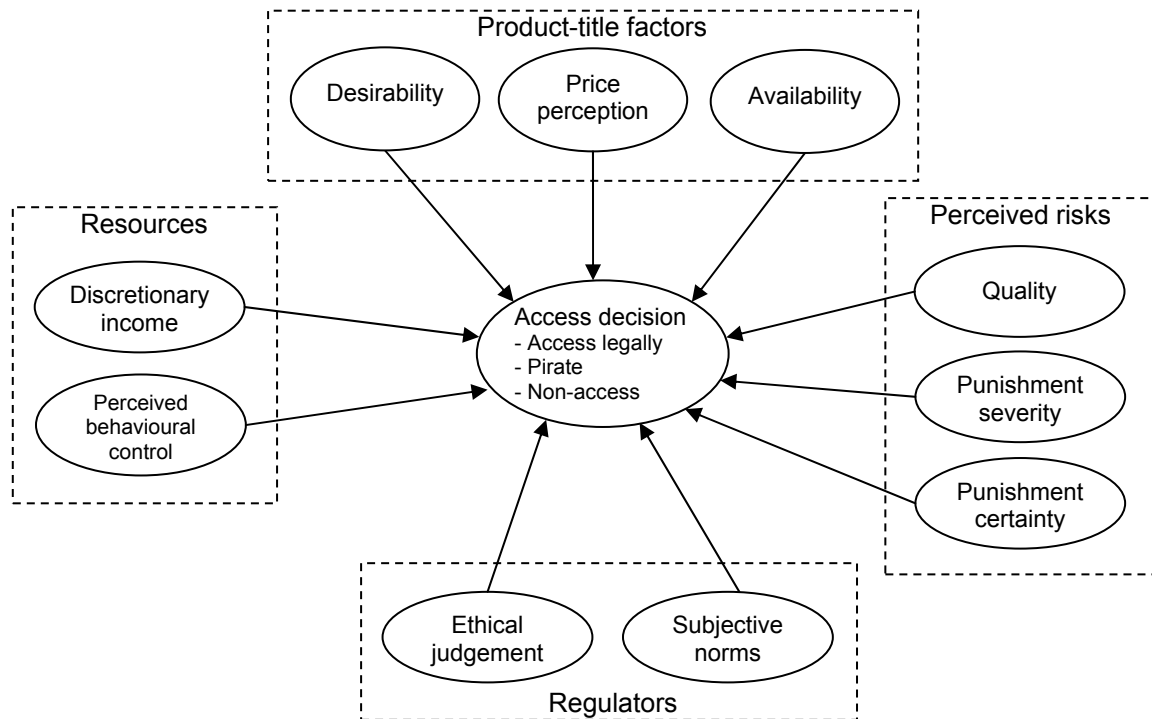 Product-title factors
Desirability
Price
perception
Availability
Resources
Discretionary
income
Perceived
behavioural
control
Access decision
- Access legally
- Pirate
- Non-access
Perceived risks
Quality
Punishment
severity
Punishment
certainty
Ethical
judgement
Subjective
norms
Regulators